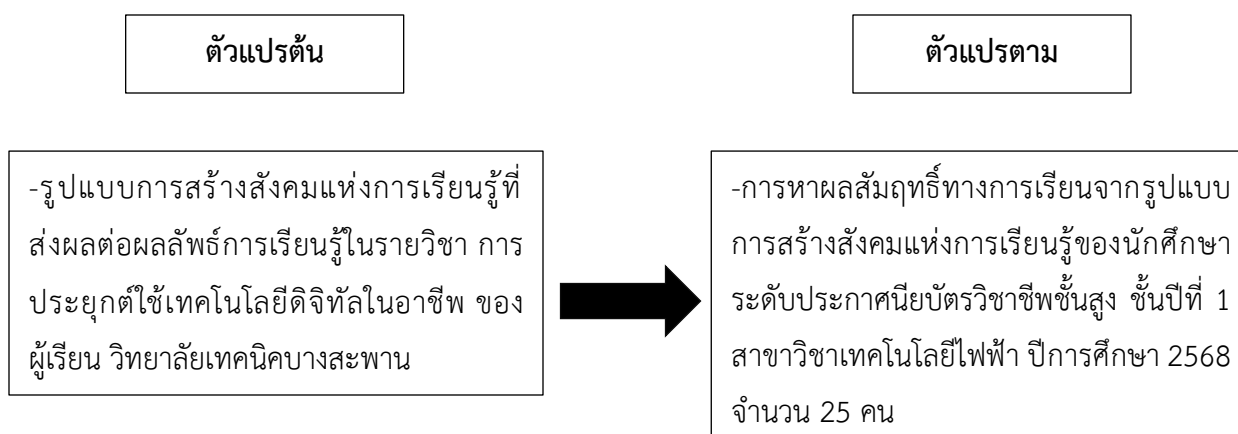 ตัวแปรต้น
ตัวแปรตาม
-รูปแบบการสร้างสังคมแห่งการเรียนรู้ที่
ส่งผลต่อผลลัพธ์การเรียนรู้ในรายวิชา การ
ประยุกต์ใช้เทคโนโลยีดิจิทัลในอาชีพ ของ
ผู้เรียน วิทยาลัยเทคนิคบางสะพาน
-การหาผลสัมฤทธิ์ทางการเรียนจากรูปแบบ
การสร้างสังคมแห่งการเรียนรู้ของนักศึกษา
ระดับประกาศนียบัตรวิชาชีพชั้นสูง ชั้นปีที่ 1
สาขาวิชาเทคโนโลยีไฟฟ้า ปีการศึกษา 2568
จำนวน 25 คน